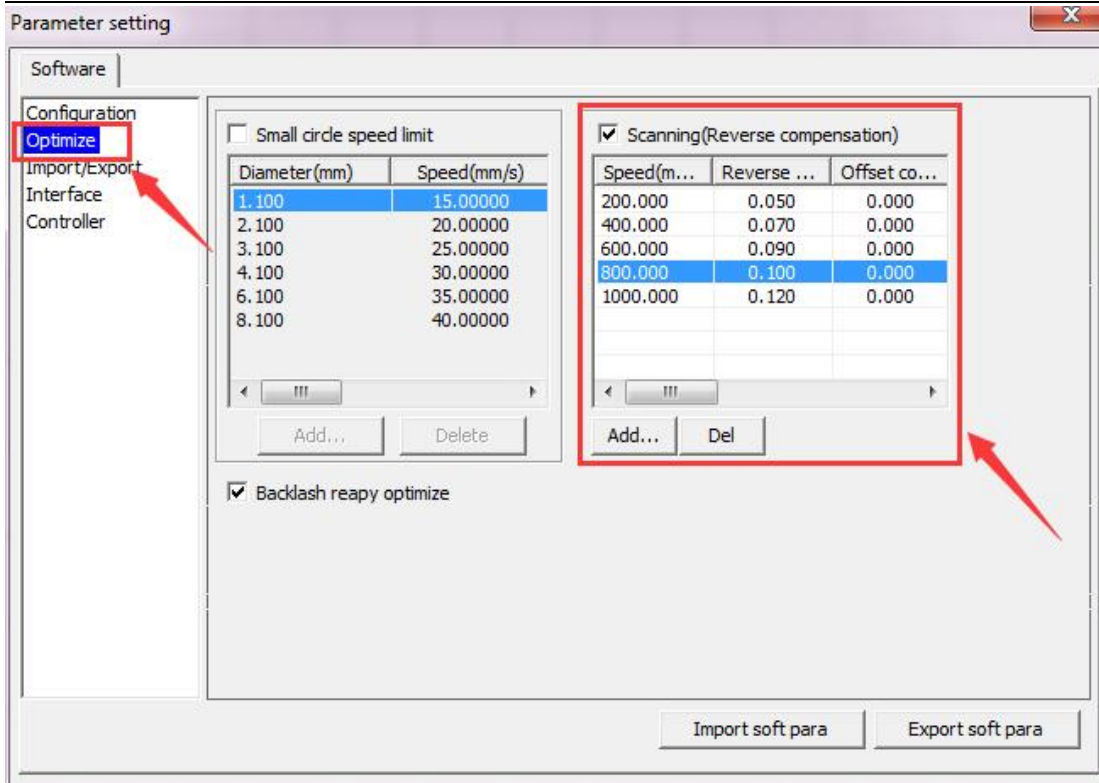 Parameter setting
X
Software
Configuration
Optimize
Import/Export
Interface
Controller
Small circle speed limit
Diameter(mm) Speed(mm/s)
1.100 15.00000
2.100 20.00000
3.100 25.00000
4.100 30.00000
6.100 35.00000
8.100 40.00000
Add... Delete
Scanning(Reverse compensation)
Speed(m... Reverse ... Offset co...
200.000 0.050 0.000
400.000 0.070 0.000
600.000 0.090 0.000
800.000 0.100 0.000
1000.000 0.120 0.000
Add... Del
Backlash reapy optimize
Import soft para Export soft para